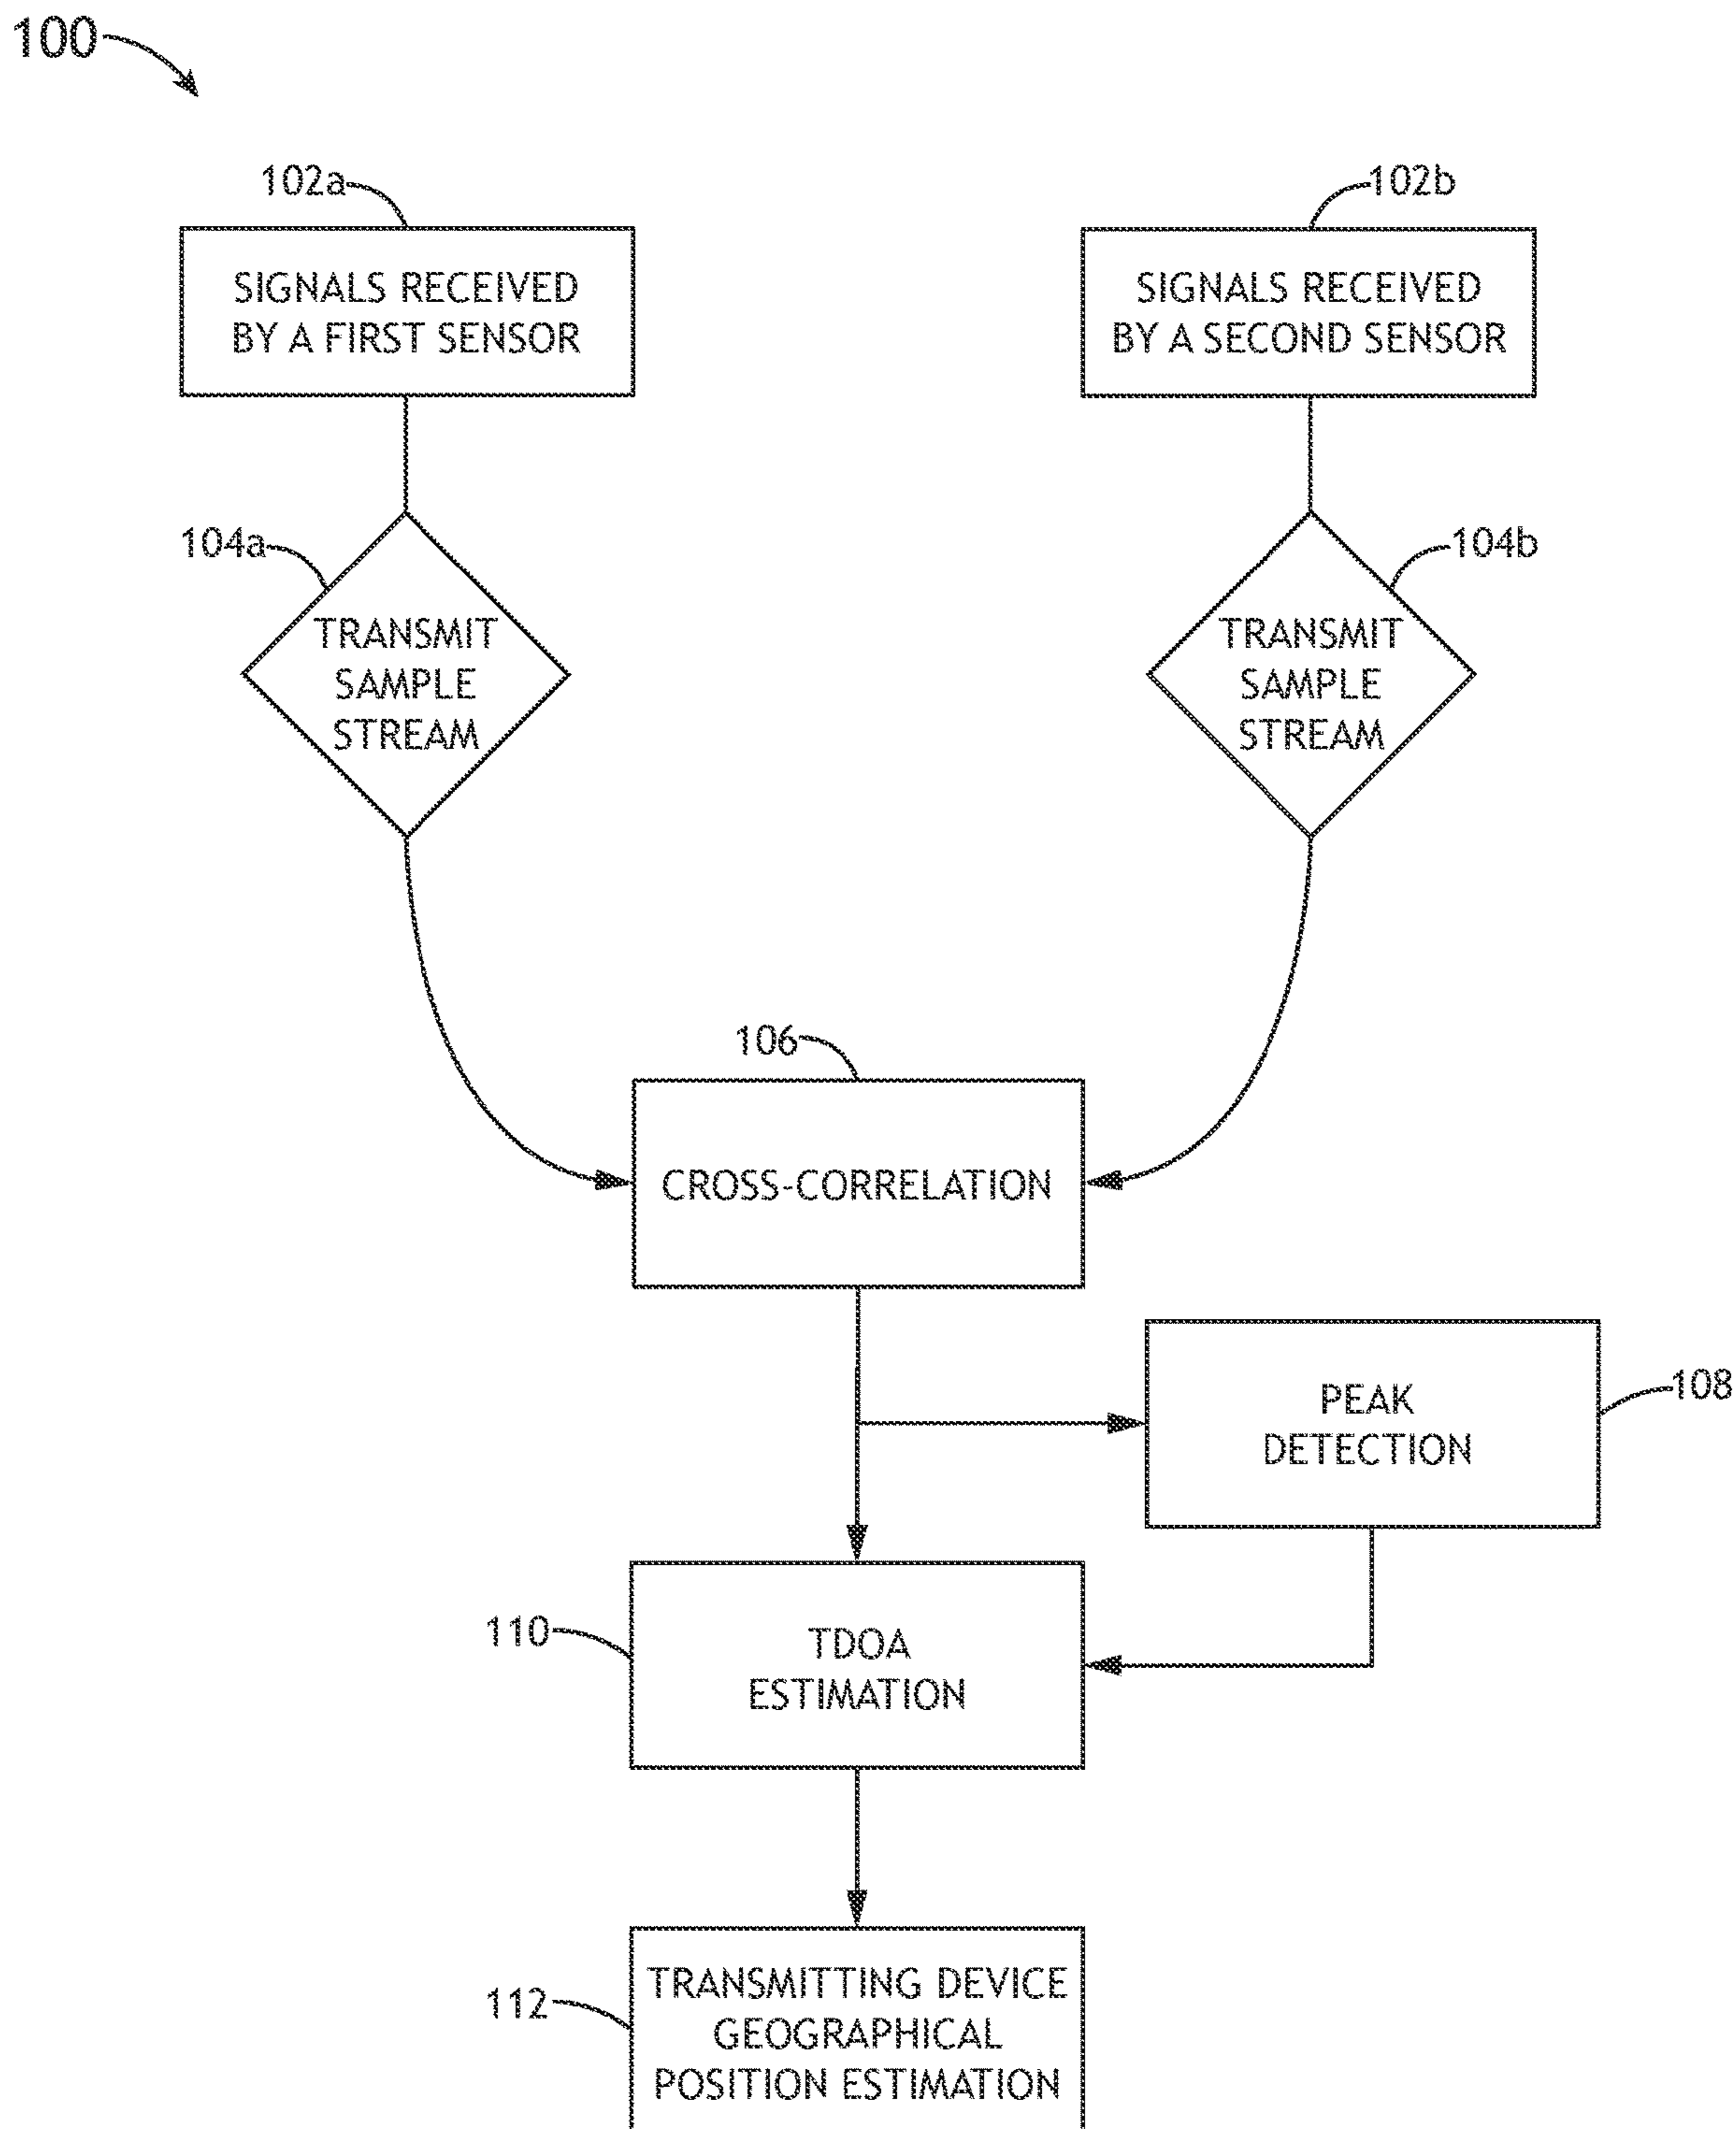 100
102a
102b
SIGNALS RECEIVED
BY A FIRST SENSOR
SIGNALS RECEIVED
BY A SECOND SENSOR
104a
104b
TRANSMIT
SAMPLE
STREAM
TRANSMIT
SAMPLE
STREAM
106
CROSS-CORRELATION
PEAK
DETECTION
108
110
TDOA
ESTIMATION
112
TRANSMITTING DEVICE
GEOGRAPHICAL
POSITION ESTIMATION